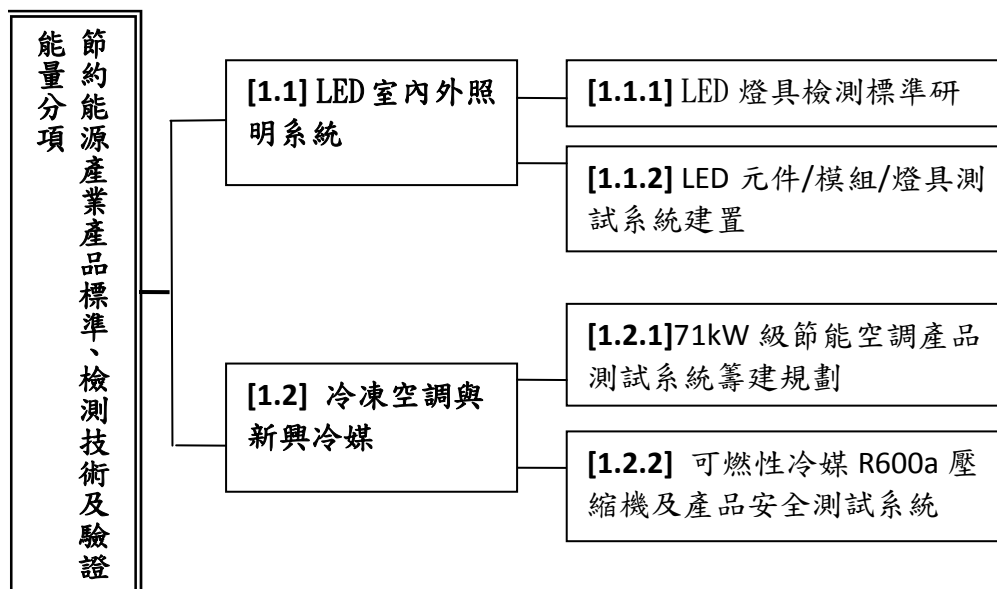 節約能源產業產品標準、檢測技術及驗證
能量分項
[1.1] LED 室內外照
明系統
[1.1.1] LED 燈具檢測標準研
[1.1.2] LED 元件/模組/燈具測
試系統建置
[1.2] 冷凍空調與
新興冷媒
[1.2.1]71kW 級節能空調產品
測試系統籌建規劃
[1.2.2] 可燃性冷媒 R600a 壓
縮機及產品安全測試系統